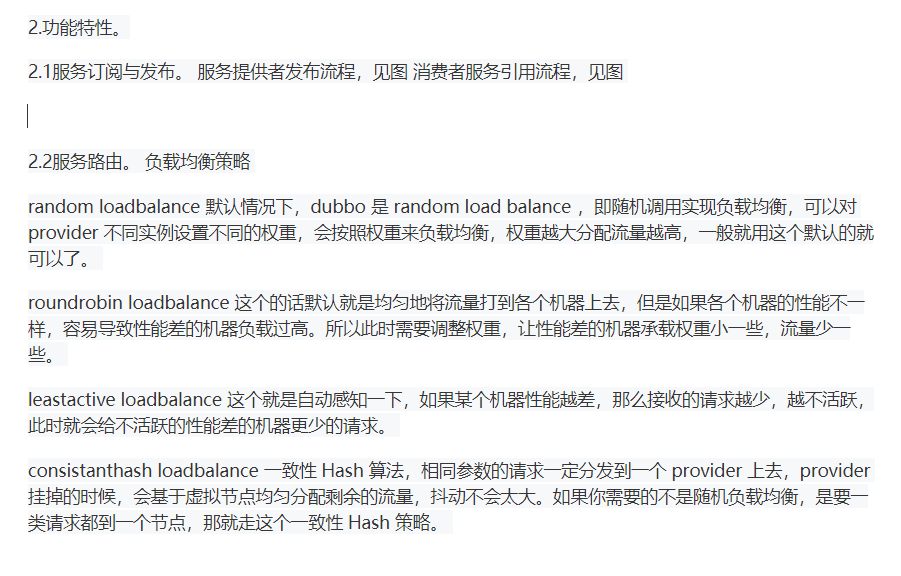 2.功能特性。
2.1服务订阅与发布。 服务提供者发布流程，见图 消费者服务引用流程，见图
2.2服务路由。 负载均衡策略
random loadbalance 默认情况下，dubbo 是 random load balance ，即随机调用实现负载均衡，可以对
provider 不同实例设置不同的权重，会按照权重来负载均衡，权重越大分配流量越高，一般就用这个默认的就
可以了。
roundrobin loadbalance 这个的话默认就是均匀地将流量打到各个机器上去，但是如果各个机器的性能不一
样，容易导致性能差的机器负载过高。所以此时需要调整权重，让性能差的机器承载权重小一些，流量少一
些。
leastactive loadbalance 这个就是自动感知一下，如果某个机器性能越差，那么接收的请求越少，越不活跃，
此时就会给不活跃的性能差的机器更少的请求。
consistanthash loadbalance 一致性 Hash 算法，相同参数的请求一定分发到一个 provider 上去，provider
挂掉的时候，会基于虚拟节点均匀分配剩余的流量，抖动不会太大。如果你需要的不是随机负载均衡，是要一
类请求都到一个节点，那就走这个一致性 Hash 策略。